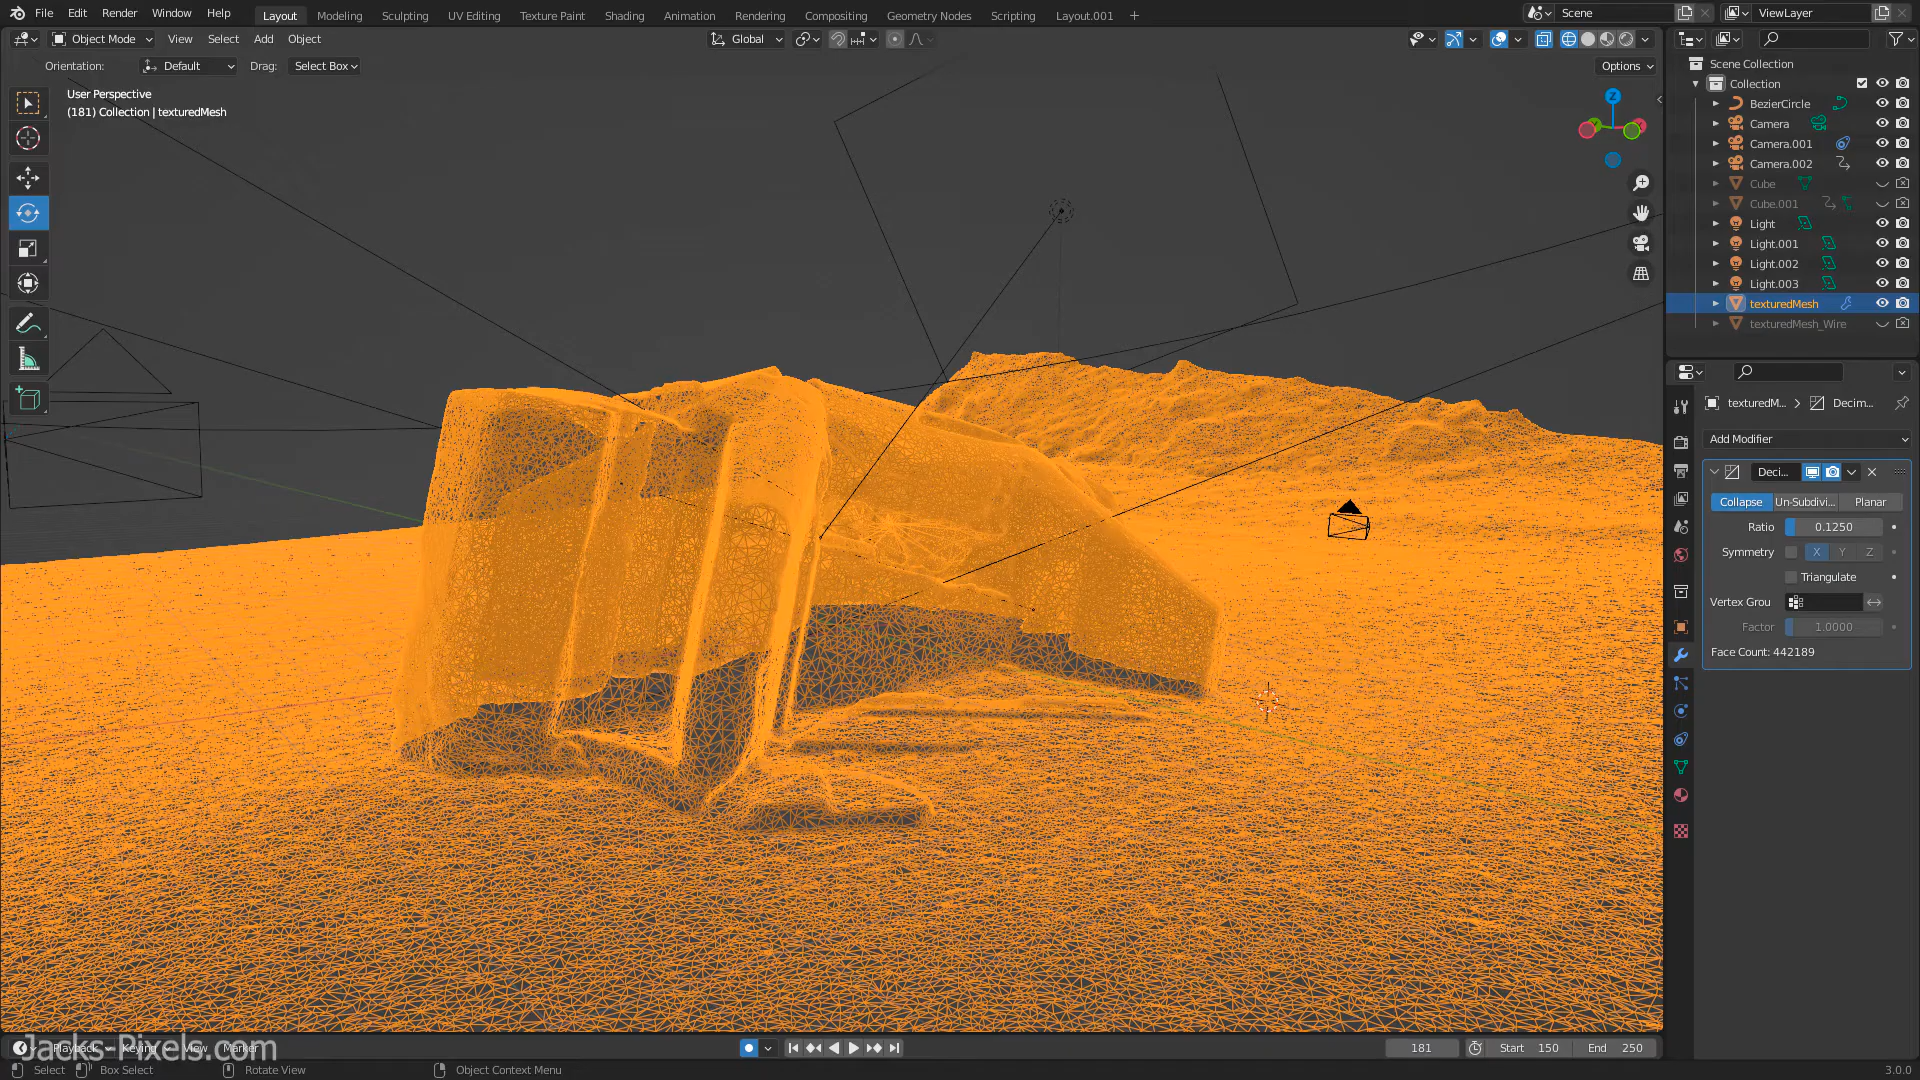 File Edit Render Window Help Layout Modeling Sculpting UV Editing Texture Paint Shading Animation Rendering Compositing Geometry Nodes Scripting Layout.001 + Scene ViewLayer
Object Mode View Select Add Object Global
Orientation: Default Drag: Select Box Options
User Perspective
(181) Collection | texturedMesh
Z
Scene Collection
Collection
BezierCircle
Camera
Camera.001
Camera.002
Cube
Cube.001
Light
Light.001
Light.002
Light.003
texturedMesh
texturedMesh_Wire
texturedM... > Decim...
Add Modifier
Deci...
Collapse Un-Subdivi... Planar
Ratio 0.1250
Symmetry X Y Z
Triangulate
Vertex Grou
Factor 1.0000
Face Count: 442189
Playback Keying View Marker 181 Start 150 End 250
Jacks-Pixels.com
Select Box Select Rotate View Object Context Menu 3.0.0